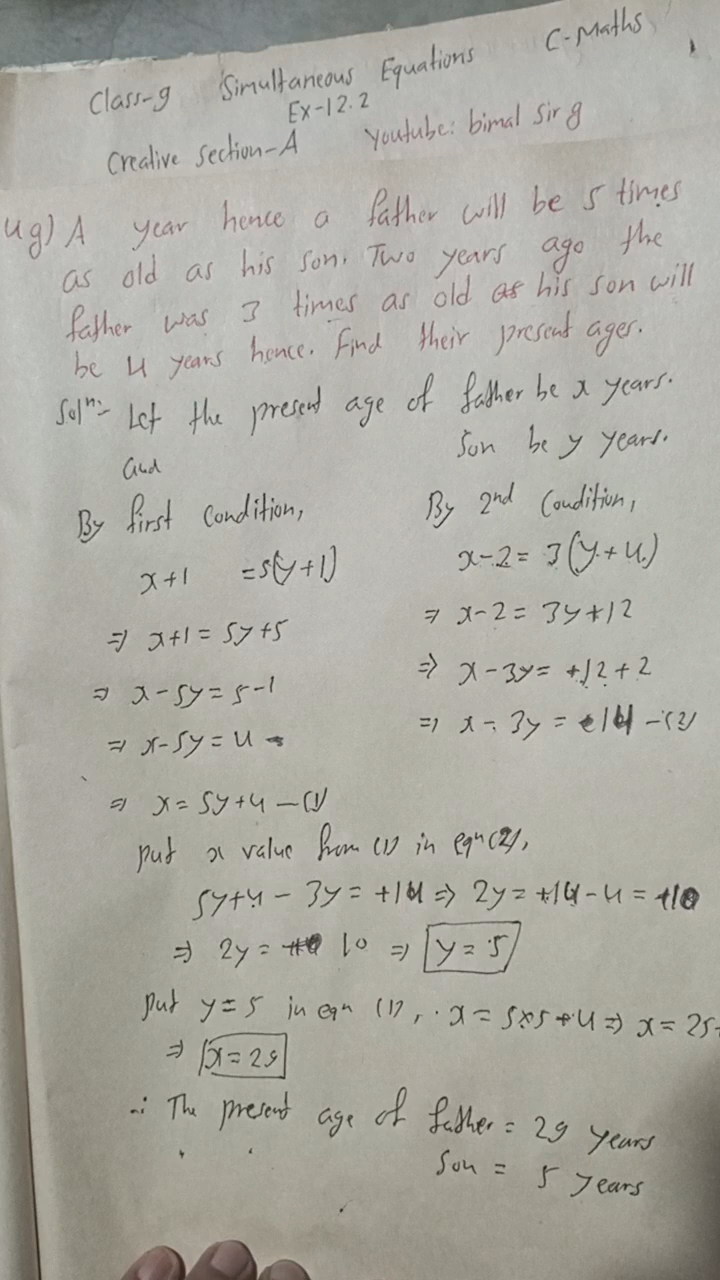 Class-9 Simultaneous Equations C-Maths
Ex-12.2
Creative Section-A Youtube: bimal Sir g
4g) A year hence a father will be 5 times
as old as his son. Two years ago the
father was 3 times as old as his son will
be 4 years hence. Find their present ages.
Solⁿ:- Let the present age of father be x years.
and Son be y years.
By first condition,
x+1 =5(y+1)
⇒ x+1 = 5y+5
⇒ x-5y = 5-1
⇒ x-5y = 4
⇒ x = 5y+4 —(1)
By 2nd Condition,
x-2 = 3(y+4)
⇒ x-2 = 3y+12
⇒ x-3y = +12+2
⇒ x-3y = 14 —(2)
put x value from (1) in eqn(2),
5y+4 - 3y = +14 ⇒ 2y = +14-4 = +10
⇒ 2y = 10 ⇒ y = 5
put y=5 in eqn (1), x = 5×5+4 ⇒ x = 25+
⇒ x = 29
∴ The present age of father = 29 years
Son = 5 years